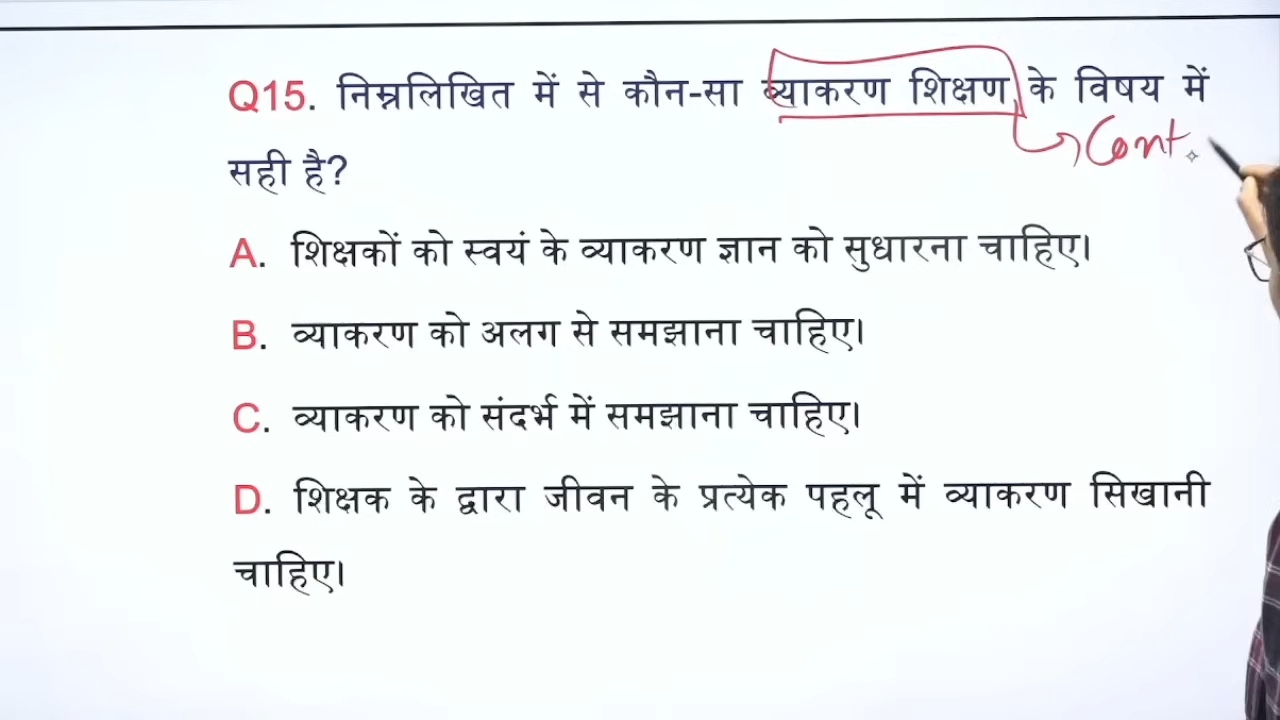 Q15. निम्नलिखित में से कौन-सा व्याकरण शिक्षण के विषय में
Cont.
सही है?
A. शिक्षकों को स्वयं के व्याकरण ज्ञान को सुधारना चाहिए।
B. व्याकरण को अलग से समझाना चाहिए।
C. व्याकरण को संदर्भ में समझाना चाहिए।
D. शिक्षक के द्वारा जीवन के प्रत्येक पहलू में व्याकरण सिखानी
चाहिए।